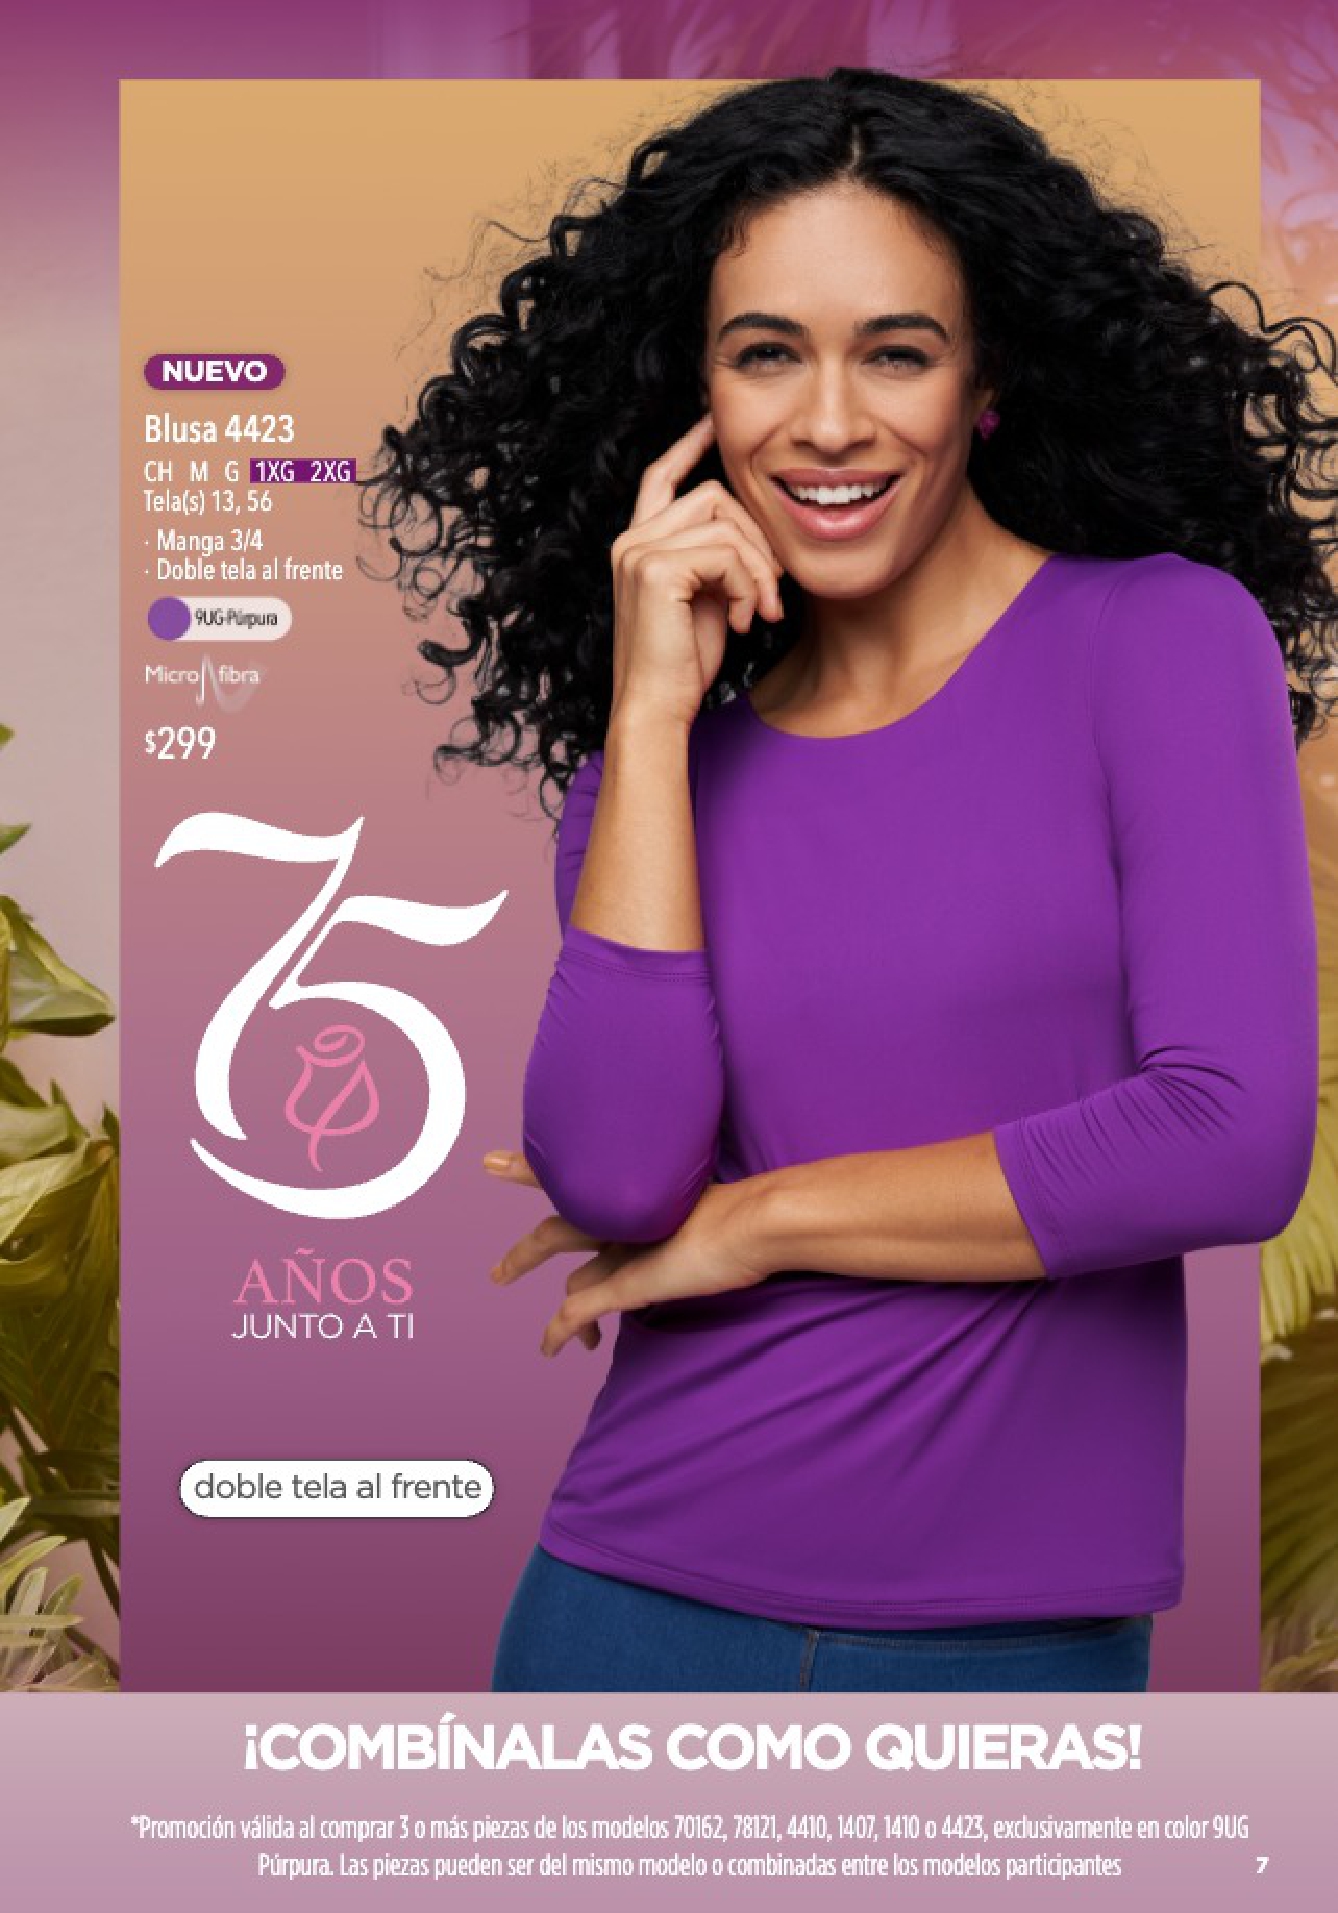 NUEVO
Blusa 4423
CH M G 1XG 2XG
Tela(s) 13, 56
· Manga 3/4
· Doble tela al frente
9UG-Púrpura
Micro fibra
$299
75
AÑOS
JUNTO A TI
doble tela al frente
¡COMBÍNALAS COMO QUIERAS!
*Promoción válida al comprar 3 o más piezas de los modelos 70162, 78121, 4410, 1407, 1410 o 4423, exclusivamente en color 9UG
Púrpura. Las piezas pueden ser del mismo modelo o combinadas entre los modelos participantes
7